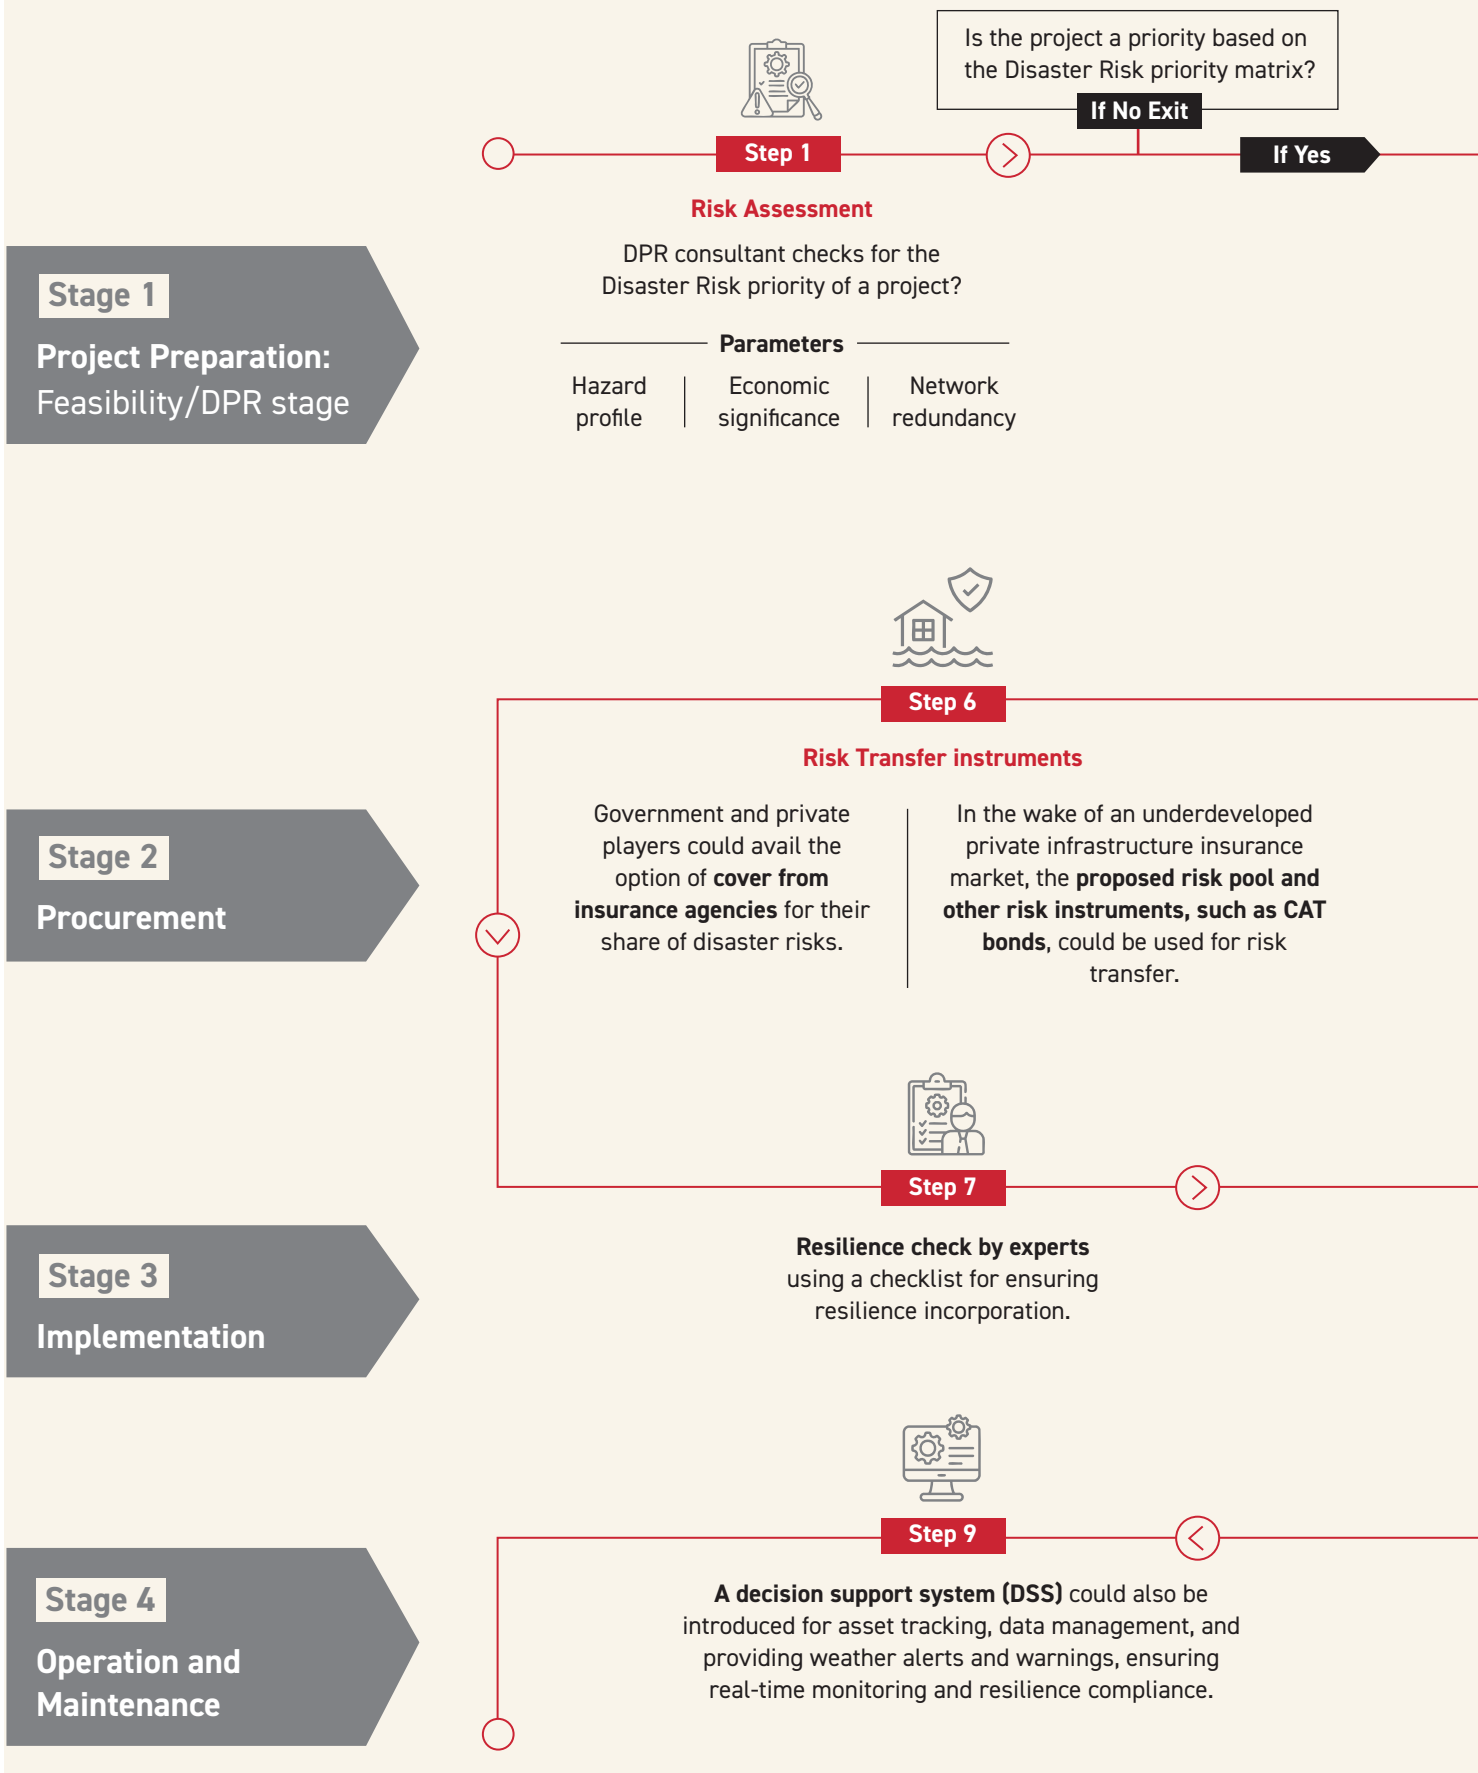 Is the project a priority based on
the Disaster Risk priority matrix?
If No Exit
Step 1
If Yes
Risk Assessment
DPR consultant checks for the
Disaster Risk priority of a project?
Parameters
Hazard
profile
Economic
significance
Network
redundancy
Stage 1
Project Preparation:
Feasibility/DPR stage
Step 6
Risk Transfer instruments
Government and private
players could avail the
option of cover from
insurance agencies for their
share of disaster risks.
In the wake of an underdeveloped
private infrastructure insurance
market, the proposed risk pool and
other risk instruments, such as CAT
bonds, could be used for risk
transfer.
Stage 2
Procurement
Step 7
Resilience check by experts
using a checklist for ensuring
resilience incorporation.
Stage 3
Implementation
Step 9
A decision support system (DSS) could also be
introduced for asset tracking, data management, and
providing weather alerts and warnings, ensuring
real-time monitoring and resilience compliance.
Stage 4
Operation and
Maintenance